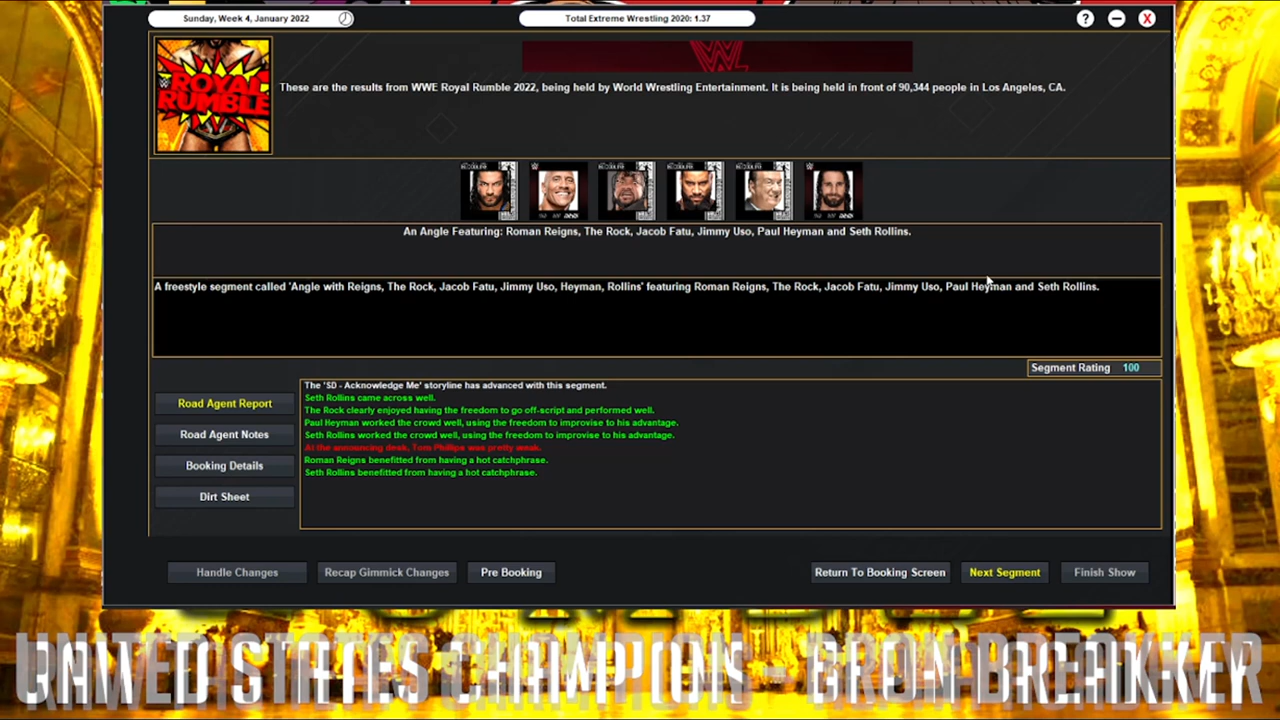 Sunday, Week 4, January 2022
Total Extreme Wrestling 2020: 1.37
?
X
ROYAL
RUMBLE
These are the results from WWE Royal Rumble 2022, being held by World Wrestling Entertainment. It is being held in front of 90,344 people in Los Angeles, CA.
An Angle Featuring: Roman Reigns, The Rock, Jacob Fatu, Jimmy Uso, Paul Heyman and Seth Rollins.
A freestyle segment called 'Angle with Reigns, The Rock, Jacob Fatu, Jimmy Uso, Heyman, Rollins' featuring Roman Reigns, The Rock, Jacob Fatu, Jimmy Uso, Paul Heyman and Seth Rollins.
Segment Rating 100
Road Agent Report
Road Agent Notes
Booking Details
Dirt Sheet
The 'SD - Acknowledge Me' storyline has advanced with this segment.
Seth Rollins came across well.
The Rock clearly enjoyed having the freedom to go off-script and performed well.
Paul Heyman worked the crowd well, using the freedom to improvise to his advantage.
Seth Rollins worked the crowd well, using the freedom to improvise to his advantage.
At the announcing desk, Tom Phillips was pretty weak.
Roman Reigns benefitted from having a hot catchphrase.
Seth Rollins benefitted from having a hot catchphrase.
Handle Changes
Recap Gimmick Changes
Pre Booking
Return To Booking Screen
Next Segment
Finish Show
UNITED STATES CHAMPION - BRON BREAKKER